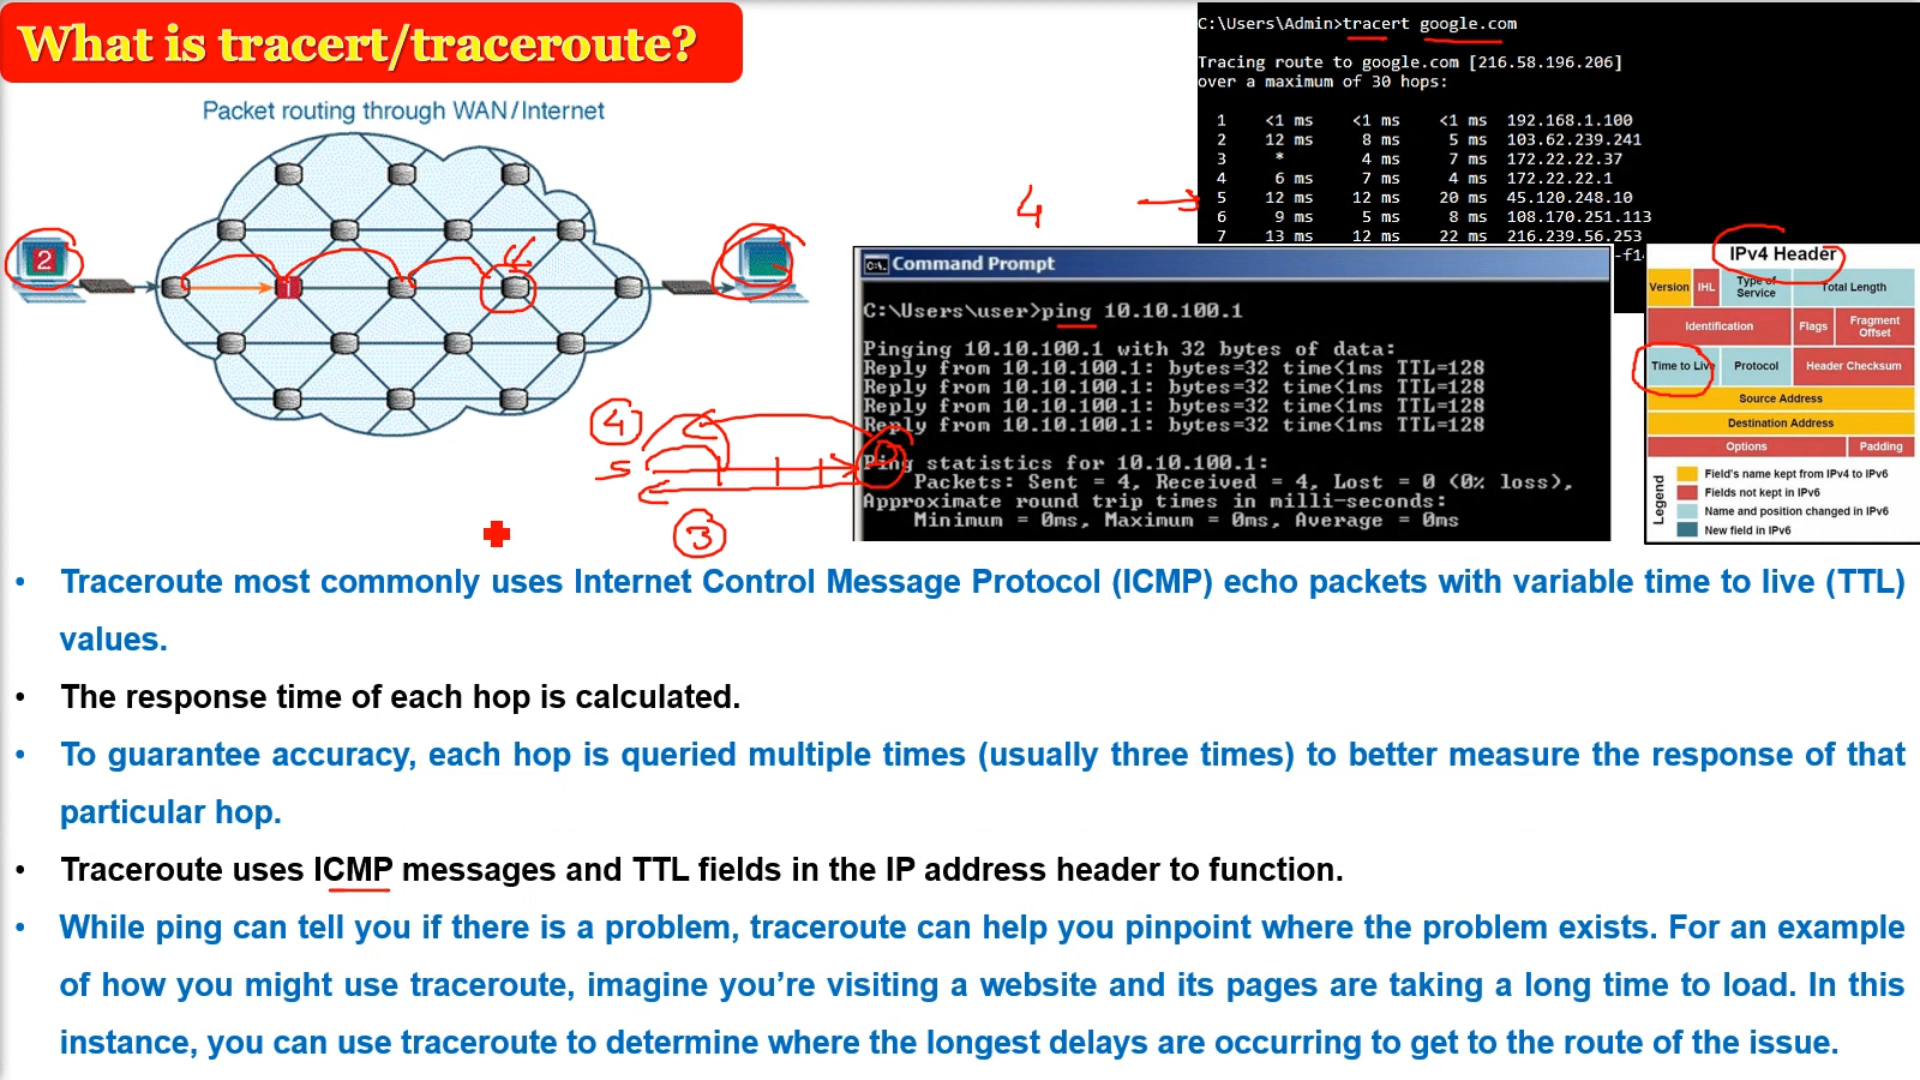 What is tracert/traceroute?
Packet routing through WAN/Internet
2
i
4
4
5
3
C:\Users\Admin>tracert google.com
Tracing route to google.com [216.58.196.206]
over a maximum of 30 hops:
1 <1 ms <1 ms <1 ms 192.168.1.100
2 12 ms 8 ms 5 ms 103.62.239.241
3 * 4 ms 7 ms 172.22.22.37
4 6 ms 7 ms 4 ms 172.22.22.1
5 12 ms 12 ms 20 ms 45.120.248.10
6 9 ms 5 ms 8 ms 108.170.251.113
7 13 ms 12 ms 22 ms 216.239.56.253
-f14
Command Prompt
C:\Users\user>ping 10.10.100.1
Pinging 10.10.100.1 with 32 bytes of data:
Reply from 10.10.100.1: bytes=32 time<1ms TTL=128
Reply from 10.10.100.1: bytes=32 time<1ms TTL=128
Reply from 10.10.100.1: bytes=32 time<1ms TTL=128
Reply from 10.10.100.1: bytes=32 time<1ms TTL=128
Ping statistics for 10.10.100.1:
Packets: Sent = 4, Received = 4, Lost = 0 (0% loss),
Approximate round trip times in milli-seconds:
Minimum = 0ms, Maximum = 0ms, Average = 0ms
IPv4 Header
Version IHL Type of Service Total Length
Identification Flags Fragment Offset
Time to Live Protocol Header Checksum
Source Address
Destination Address
Options Padding
Legend
Field's name kept from IPv4 to IPv6
Fields not kept in IPv6
Name and position changed in IPv6
New field in IPv6
• Traceroute most commonly uses Internet Control Message Protocol (ICMP) echo packets with variable time to live (TTL)
values.
• The response time of each hop is calculated.
• To guarantee accuracy, each hop is queried multiple times (usually three times) to better measure the response of that
particular hop.
• Traceroute uses ICMP messages and TTL fields in the IP address header to function.
• While ping can tell you if there is a problem, traceroute can help you pinpoint where the problem exists. For an example
of how you might use traceroute, imagine you’re visiting a website and its pages are taking a long time to load. In this
instance, you can use traceroute to determine where the longest delays are occurring to get to the route of the issue.